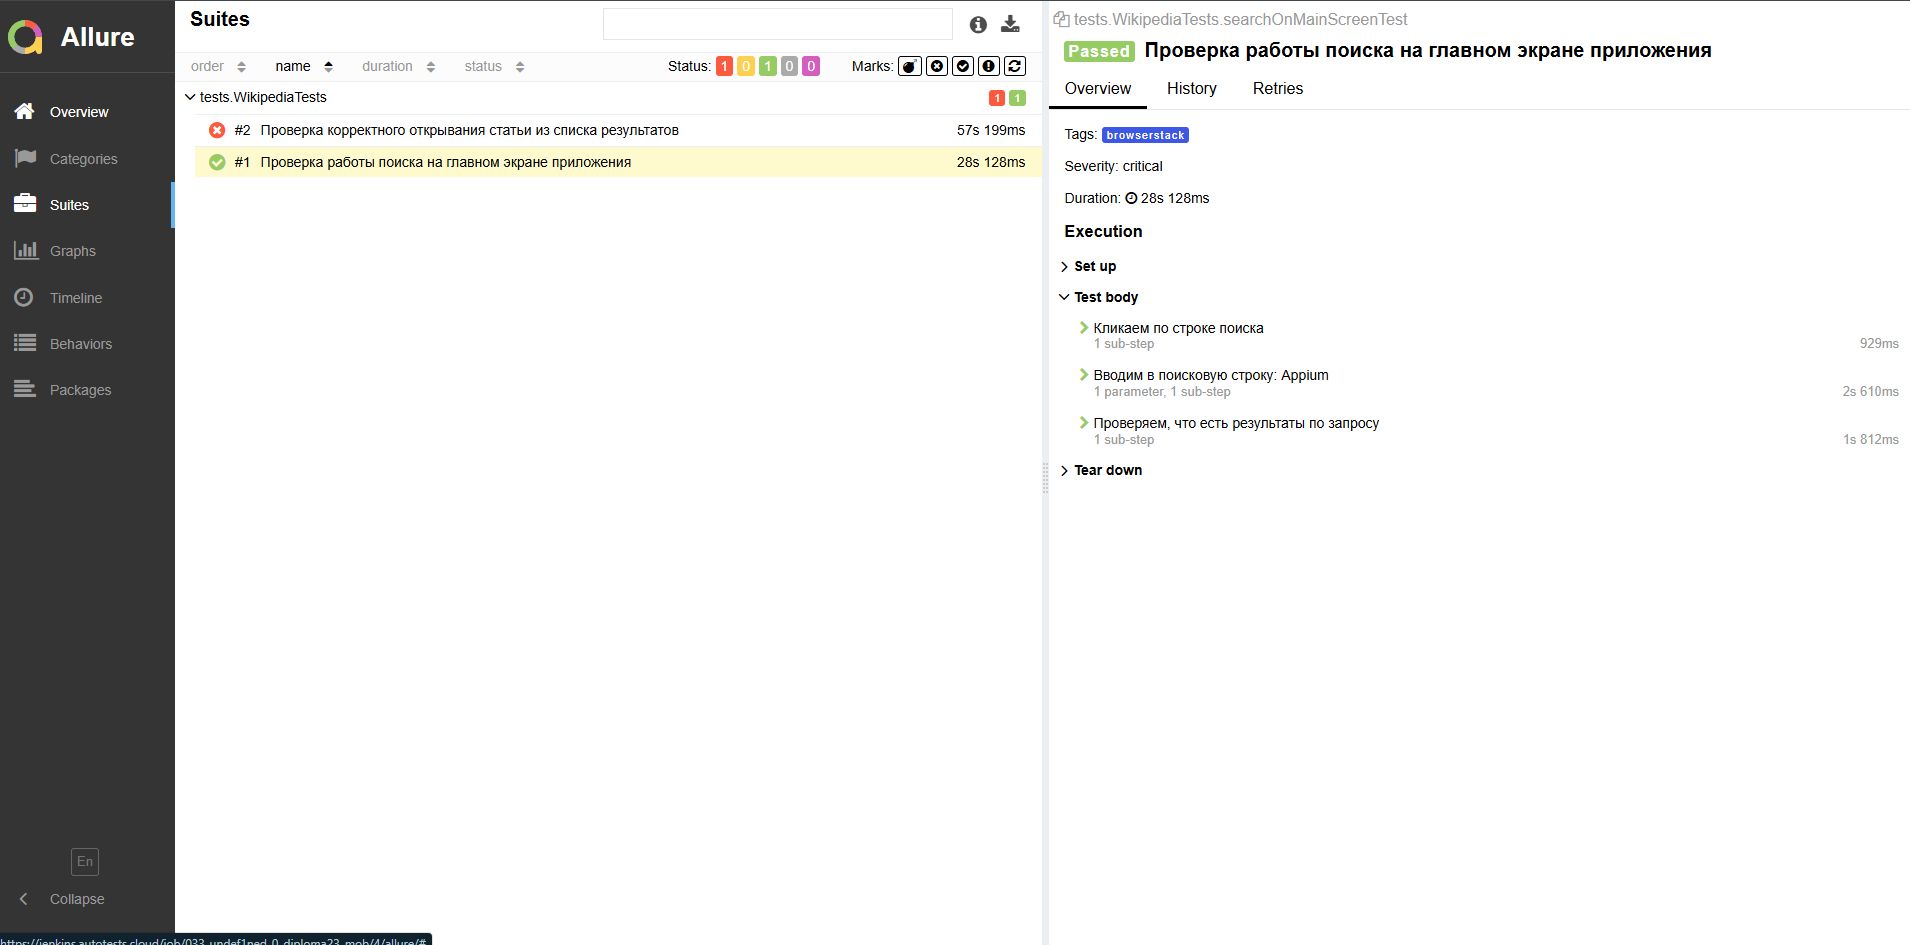 Allure
Overview
Categories
Suites
Graphs
Timeline
Behaviors
Packages
En
Collapse
Suites
order name duration status Status: 1 0 1 0 0 Marks:
tests.WikipediaTests 1 1
#2 Проверка корректного открывания статьи из списка результатов 57s 199ms
#1 Проверка работы поиска на главном экране приложения 28s 128ms
tests.WikipediaTests.searchOnMainScreenTest
Passed Проверка работы поиска на главном экране приложения
Overview History Retries
Tags: browserstack
Severity: critical
Duration: 28s 128ms
Execution
Set up
Test body
Кликаем по строке поиска
1 sub-step 929ms
Вводим в поисковую строку: Appium
1 parameter, 1 sub-step 2s 610ms
Проверяем, что есть результаты по запросу
1 sub-step 1s 812ms
Tear down
https://jenkins.autotests.cloud/job/033_undef1ned_0_diploma23_mob/4/allure/#